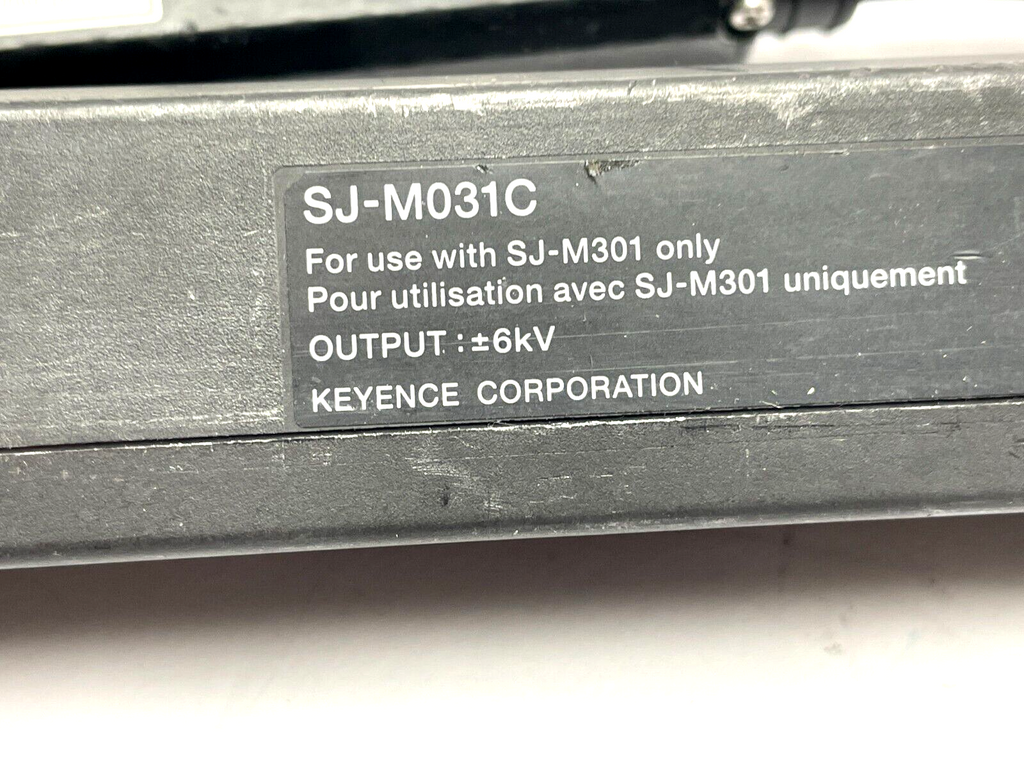 SJ-M031C
For use with SJ-M301 only
Pour utilisation avec SJ-M301 uniquement
OUTPUT : ±6kV
KEYENCE CORPORATION